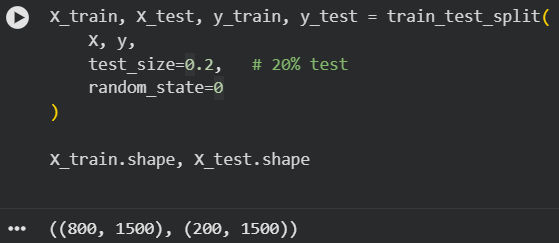 X_train, X_test, y_train, y_test = train_test_split(
    X, y,
    test_size=0.2,   # 20% test
    random_state=0
)
X_train.shape, X_test.shape
((800, 1500), (200, 1500))